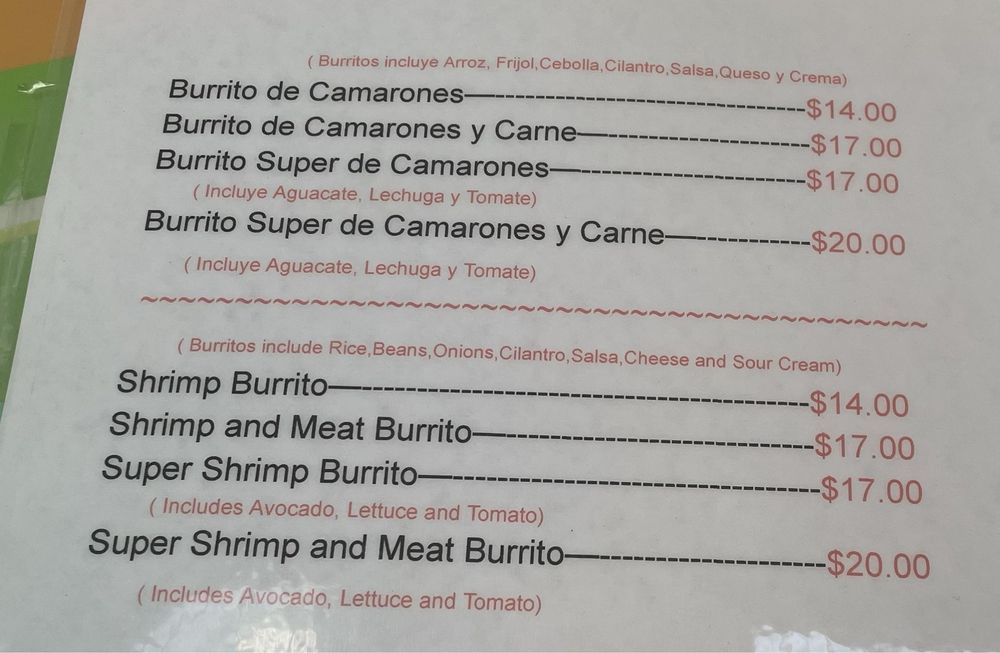 ( Burritos incluye Arroz, Frijol,Cebolla,Cilantro,Salsa,Queso y Crema)
Burrito de Camarones------------------------------------$14.00
Burrito de Camarones y Carne-----------------------$17.00
Burrito Super de Camarones--------------------------$17.00
( Incluye Aguacate, Lechuga y Tomate)
Burrito Super de Camarones y Carne--------------$20.00
( Incluye Aguacate, Lechuga y Tomate)
~~~~~~~~~~~~~~~~~~~~~~~~~~~~~~~~~~~~~~~~~~
( Burritos include Rice,Beans,Onions,Cilantro,Salsa,Cheese and Sour Cream)
Shrimp Burrito---------------------------------------------$14.00
Shrimp and Meat Burrito--------------------------------$17.00
Super Shrimp Burrito-------------------------------------$17.00
( Includes Avocado, Lettuce and Tomato)
Super Shrimp and Meat Burrito-----------------------$20.00
( Includes Avocado, Lettuce and Tomato)